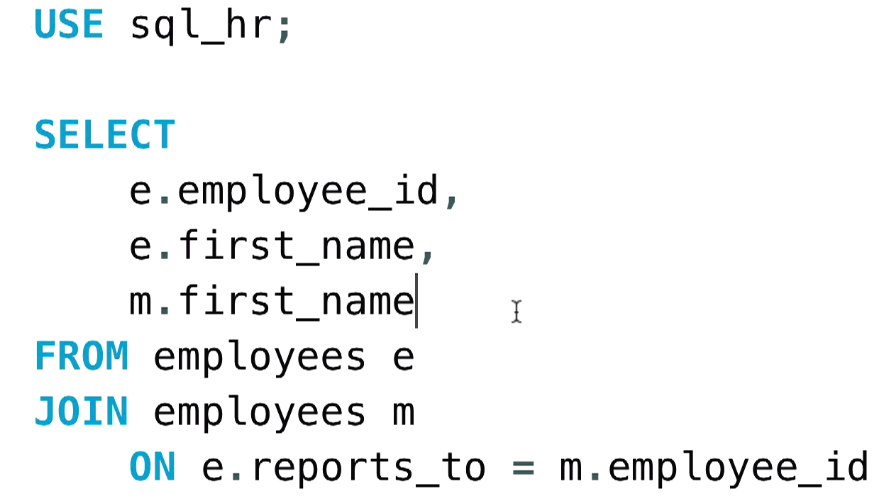 USE sql_hr;
SELECT
e.employee_id,
e.first_name,
m.first_name
FROM employees e
JOIN employees m
ON e.reports_to = m.employee_id